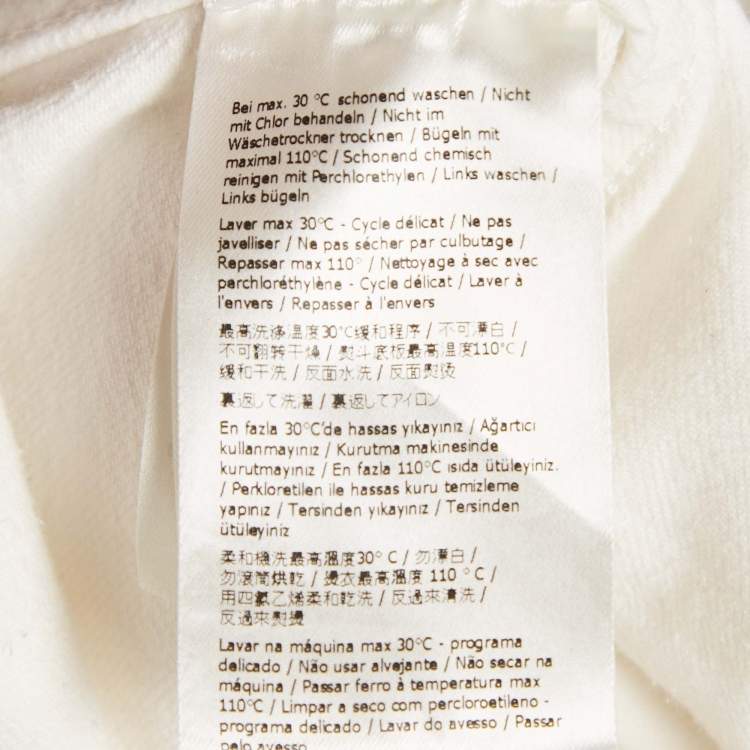 Bei max. 30 °C schonend waschen / Nicht
mit Chlor behandeln / Nicht im
Wäschetrockner trocknen / Bügeln mit
maximal 110°C / Schonend chemisch
reinigen mit Perchlorethylen / Links waschen /
Links bügeln
Laver max 30°C - Cycle délicat / Ne pas
javelliser / Ne pas sécher par culbutage /
Repasser max 110° / Nettoyage à sec avec
perchloréthylène - Cycle délicat / Laver à
l'envers / Repasser à l'envers
最高洗涤温度30°C缓和程序 / 不可漂白 /
不可翻转干燥 / 熨斗底板最高温度110°C /
缓和干洗 / 反面水洗 / 反面熨烫
裏返して洗濯 / 裏返してアイロン
En fazla 30°C'de hassas yıkayınız / Ağartıcı
kullanmayınız / Kurutma makinesinde
kurutmayınız / En fazla 110°C ısıda ütüleyiniz.
/ Perkloretilen ile hassas kuru temizleme
yapınız / Tersinden yıkayınız / Tersinden
ütüleyiniz
柔和機洗最高溫度30° C / 勿漂白 /
勿滾筒烘乾 / 燙衣最高溫度 110 °C /
用四氯乙烯柔和乾洗 / 反過來清洗 /
反過來熨燙
Lavar na máquina max 30°C - programa
delicado / Não usar alvejante / Não secar na
máquina / Passar ferro à temperatura max
110°C / Limpar a seco com percloroetileno -
programa delicado / Lavar do avesso / Passar
pelo avesso